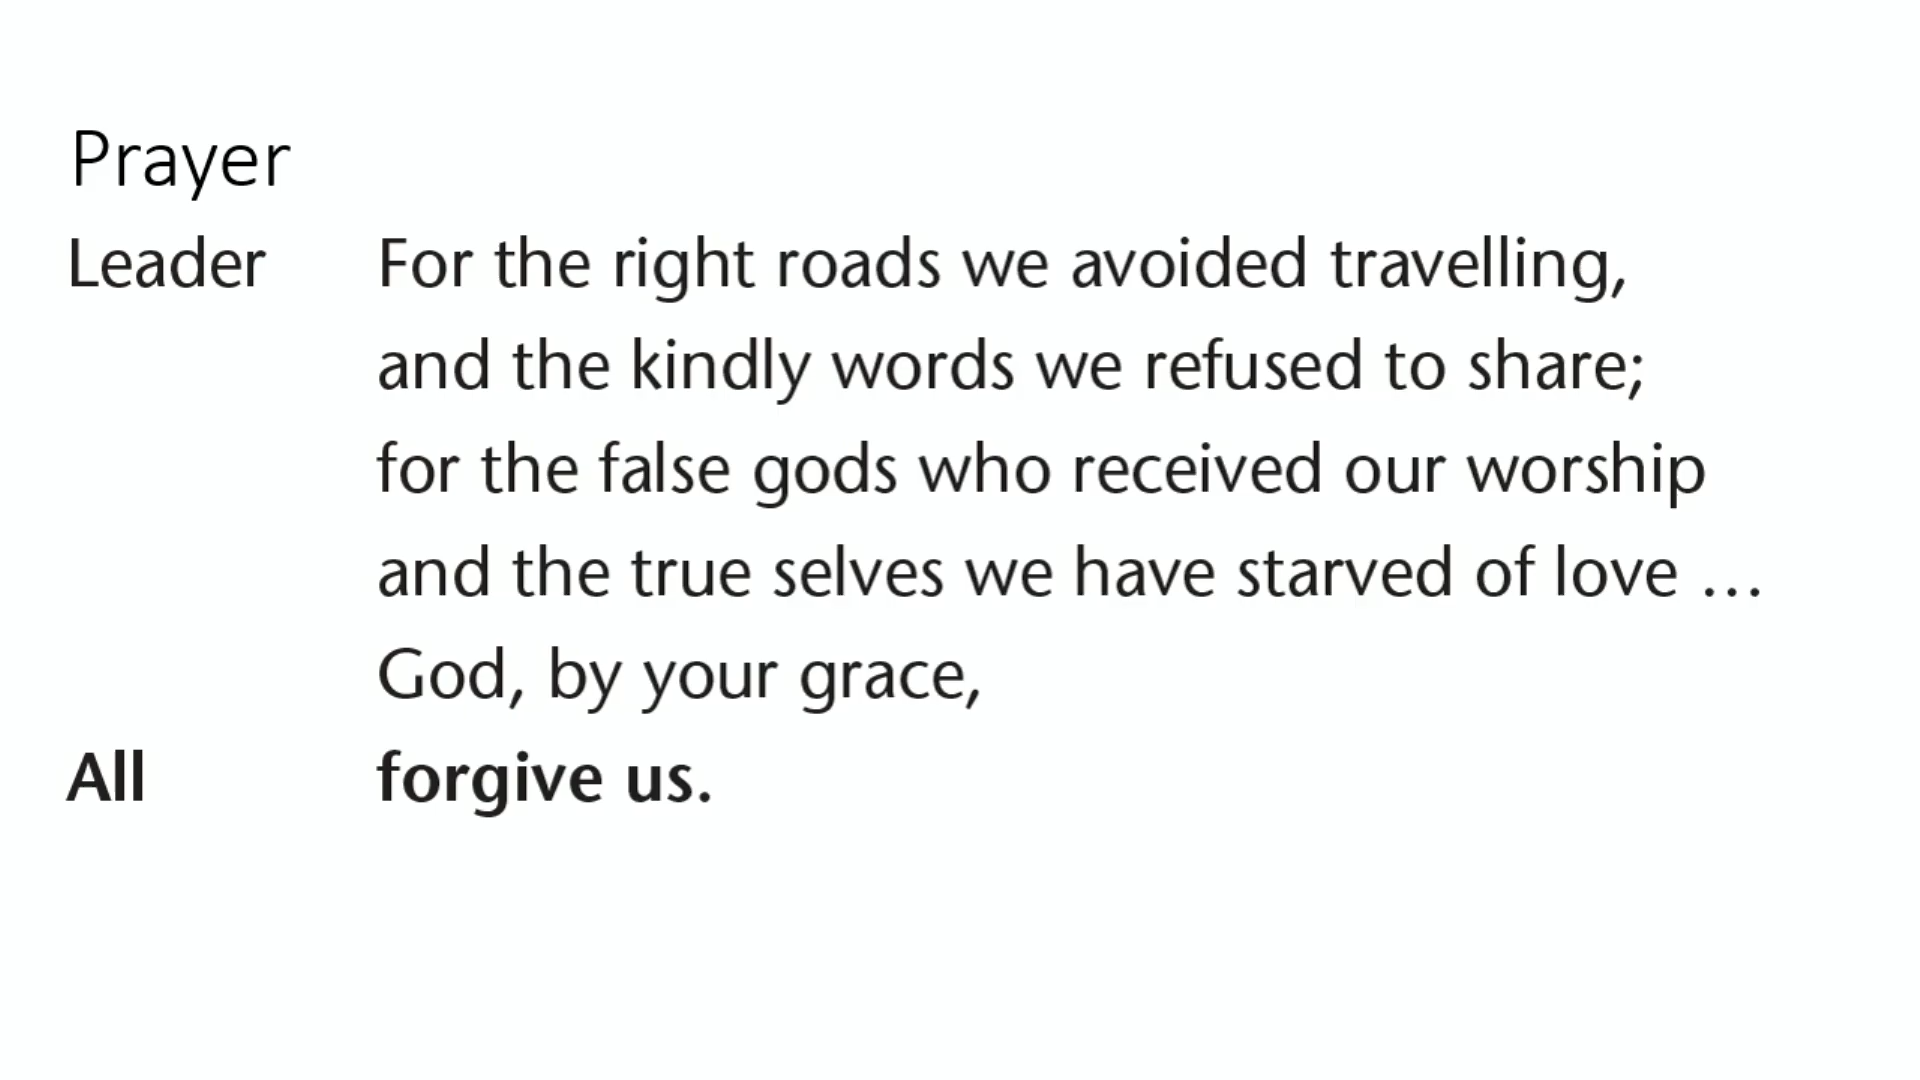 Prayer
Leader For the right roads we avoided travelling,
and the kindly words we refused to share;
for the false gods who received our worship
and the true selves we have starved of love …
God, by your grace,
All forgive us.